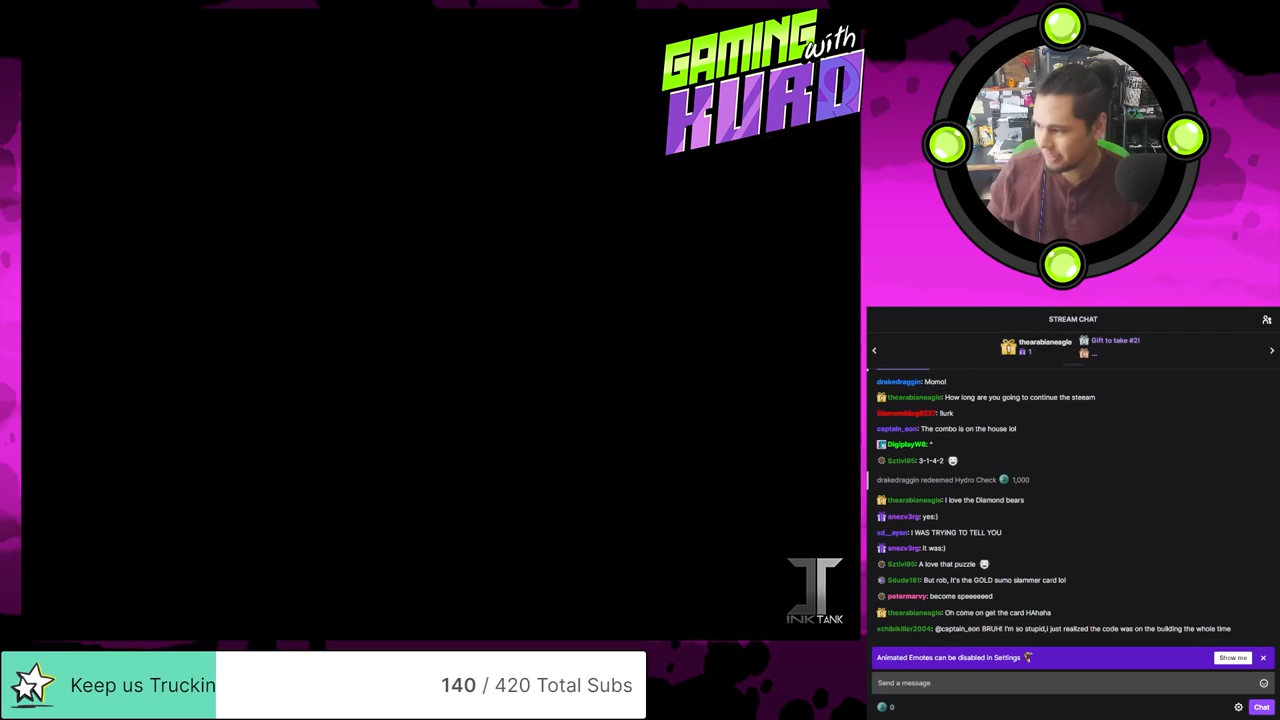 GAMING with
KURO
STREAM CHAT
thearabianeagle
1
Gift to take #2!
...
drakedraggin: Momo!
thearabianeagle: How long are you going to continue the steeam
!lurk
captain_eon: The combo is on the house lol
DigiplayW8: ^
Sztivi95: 3-1-4-2
drakedraggin redeemed Hydro Check 1,000
thearabianeagle: I love the Diamond bears
anezv3rg: yes:)
xd__ayan: I WAS TRYING TO TELL YOU
anezv3rg: It was:)
Sztivi95: A love that puzzle
Sdude181: But rob, it's the GOLD sumo slammer card lol
petermarvy: become speeeeeed
thearabianeagle: Oh come on get the card HAhaha
xchibikiller2004: @captain_eon BRUH! I'm so stupid,I just realized the code was on the building the whole time
Animated Emotes can be disabled in Settings
Show me
Send a message
0
Chat
INKTANK
Keep us Truckin
140 / 420 Total Subs